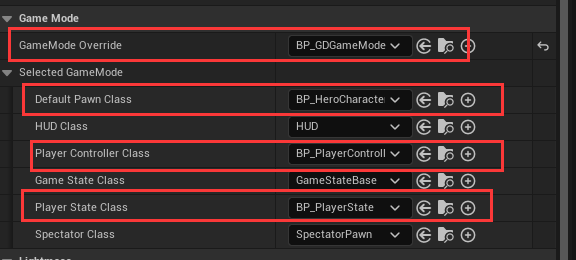 Game Mode
GameMode Override BP_GDGameMode
Selected GameMode
Default Pawn Class BP_HeroCharacte
HUD Class HUD
Player Controller Class BP_PlayerControll
Game State Class GameStateBase
Player State Class BP_PlayerState
Spectator Class SpectatorPawn